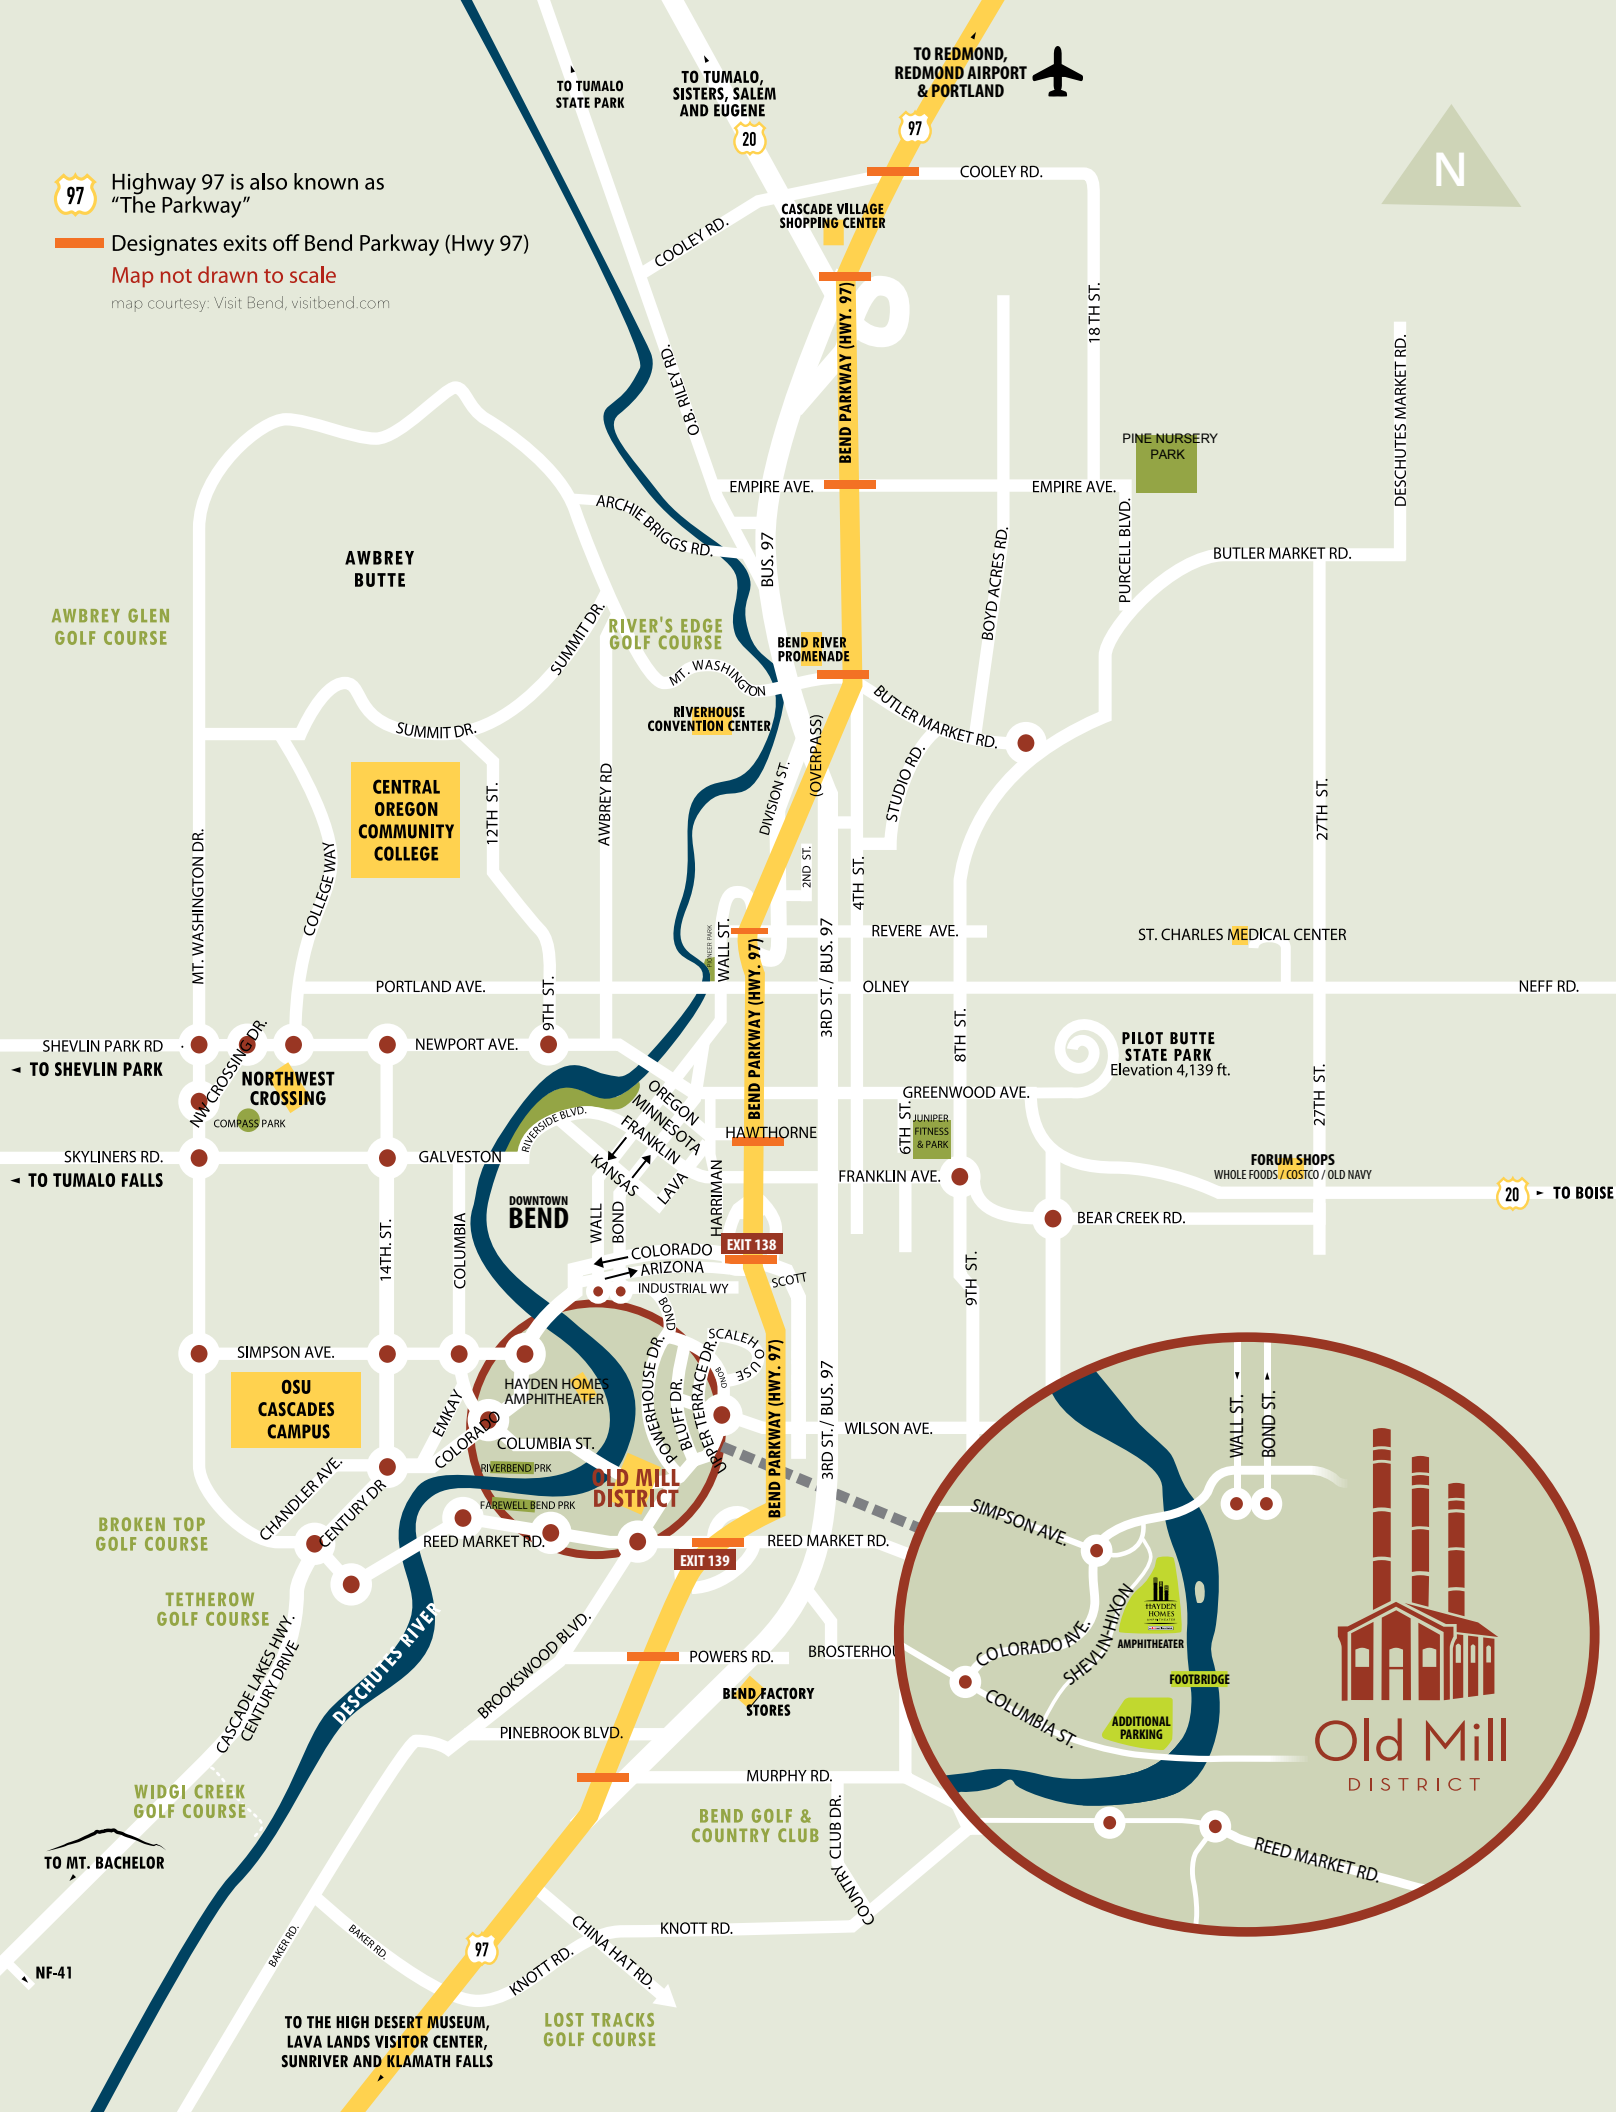 TO TUMALO
STATE PARK
TO TUMALO,
SISTERS, SALEM
AND EUGENE
20
TO REDMOND,
REDMOND AIRPORT
& PORTLAND
97
N
97
Highway 97 is also known as
“The Parkway”
Designates exits off Bend Parkway (Hwy 97)
Map not drawn to scale
map courtesy: Visit Bend, visitbend.com
COOLEY RD.
CASCADE VILLAGE
SHOPPING CENTER
COOLEY RD.
18TH ST.
BEND PARKWAY (HWY. 97)
O.B. RILEY RD.
DESCHUTES MARKET RD.
PINE NURSERY
PARK
EMPIRE AVE.
EMPIRE AVE.
ARCHIE BRIGGS RD.
BUS. 97
BOYD ACRES RD.
PURCELL BLVD.
BUTLER MARKET RD.
AWBREY
BUTTE
AWBREY GLEN
GOLF COURSE
SUMMIT DR.
RIVER'S EDGE
GOLF COURSE
BEND RIVER
PROMENADE
MT. WASHINGTON
BUTLER MARKET RD.
RIVERHOUSE
CONVENTION CENTER
SUMMIT DR.
(OVERPASS)
DIVISION ST.
STUDIO RD.
CENTRAL
OREGON
COMMUNITY
COLLEGE
12TH ST.
AWBREY RD
27TH ST.
MT. WASHINGTON DR.
COLLEGE WAY
2ND ST.
4TH ST.
PIONEER PARK
WALL ST.
REVERE AVE.
ST. CHARLES MEDICAL CENTER
BEND PARKWAY (HWY. 97)
3RD ST./ BUS. 97
PORTLAND AVE.
OLNEY
NEFF RD.
9TH ST.
8TH ST.
SHEVLIN PARK RD
TO SHEVLIN PARK
NW CROSSING DR.
NEWPORT AVE.
PILOT BUTTE
STATE PARK
Elevation 4,139 ft.
NORTHWEST
CROSSING
COMPASS PARK
OREGON
MINNESOTA
FRANKLIN
RIVERSIDE BLVD.
KANSAS
LAVA
GREENWOOD AVE.
27TH ST.
HAWTHORNE
6TH ST.
JUNIPER
FITNESS
& PARK
SKYLINERS RD.
TO TUMALO FALLS
GALVESTON
FORUM SHOPS
WHOLE FOODS / COSTCO / OLD NAVY
FRANKLIN AVE.
20
TO BOISE
DOWNTOWN
BEND
WALL
BOND
HARRIMAN
BEAR CREEK RD.
14TH. ST.
COLUMBIA
EXIT 138
COLORADO
ARIZONA
INDUSTRIAL WY
SCOTT
9TH ST.
BOND
SIMPSON AVE.
SCALEHOUSE
BOND
OSU
CASCADES
CAMPUS
HAYDEN HOMES
AMPHITHEATER
POWERHOUSE DR.
BLUFF DR.
UPPER TERRACE DR.
BEND PARKWAY (HWY. 97)
3RD ST./ BUS. 97
EMKAY
COLORADO
COLUMBIA ST.
WILSON AVE.
RIVERBEND PRK
OLD MILL
DISTRICT
FAREWELL BEND PRK
CHANDLER AVE.
CENTURY DR
BROKEN TOP
GOLF COURSE
REED MARKET RD.
REED MARKET RD.
EXIT 139
TETHEROW
GOLF COURSE
DESCHUTES RIVER
CASCADE LAKES HWY.
CENTURY DRIVE
BROOKSWOOD BLVD.
POWERS RD.
BROSTERHOU
BEND FACTORY
STORES
PINEBROOK BLVD.
WIDGI CREEK
GOLF COURSE
MURPHY RD.
BEND GOLF &
COUNTRY CLUB
COUNTRY CLUB DR.
TO MT. BACHELOR
NF-41
BAKER RD.
BAKER RD.
97
KNOTT RD.
CHINA HAT RD.
KNOTT RD.
TO THE HIGH DESERT MUSEUM,
LAVA LANDS VISITOR CENTER,
SUNRIVER AND KLAMATH FALLS
LOST TRACKS
GOLF COURSE
WALL ST.
BOND ST.
SIMPSON AVE.
SHEVLIN-HIXON
HAYDEN
HOMES
AMPHITHEATER
COLORADO AVE.
FOOTBRIDGE
COLUMBIA ST.
ADDITIONAL
PARKING
Old Mill
DISTRICT
REED MARKET RD.